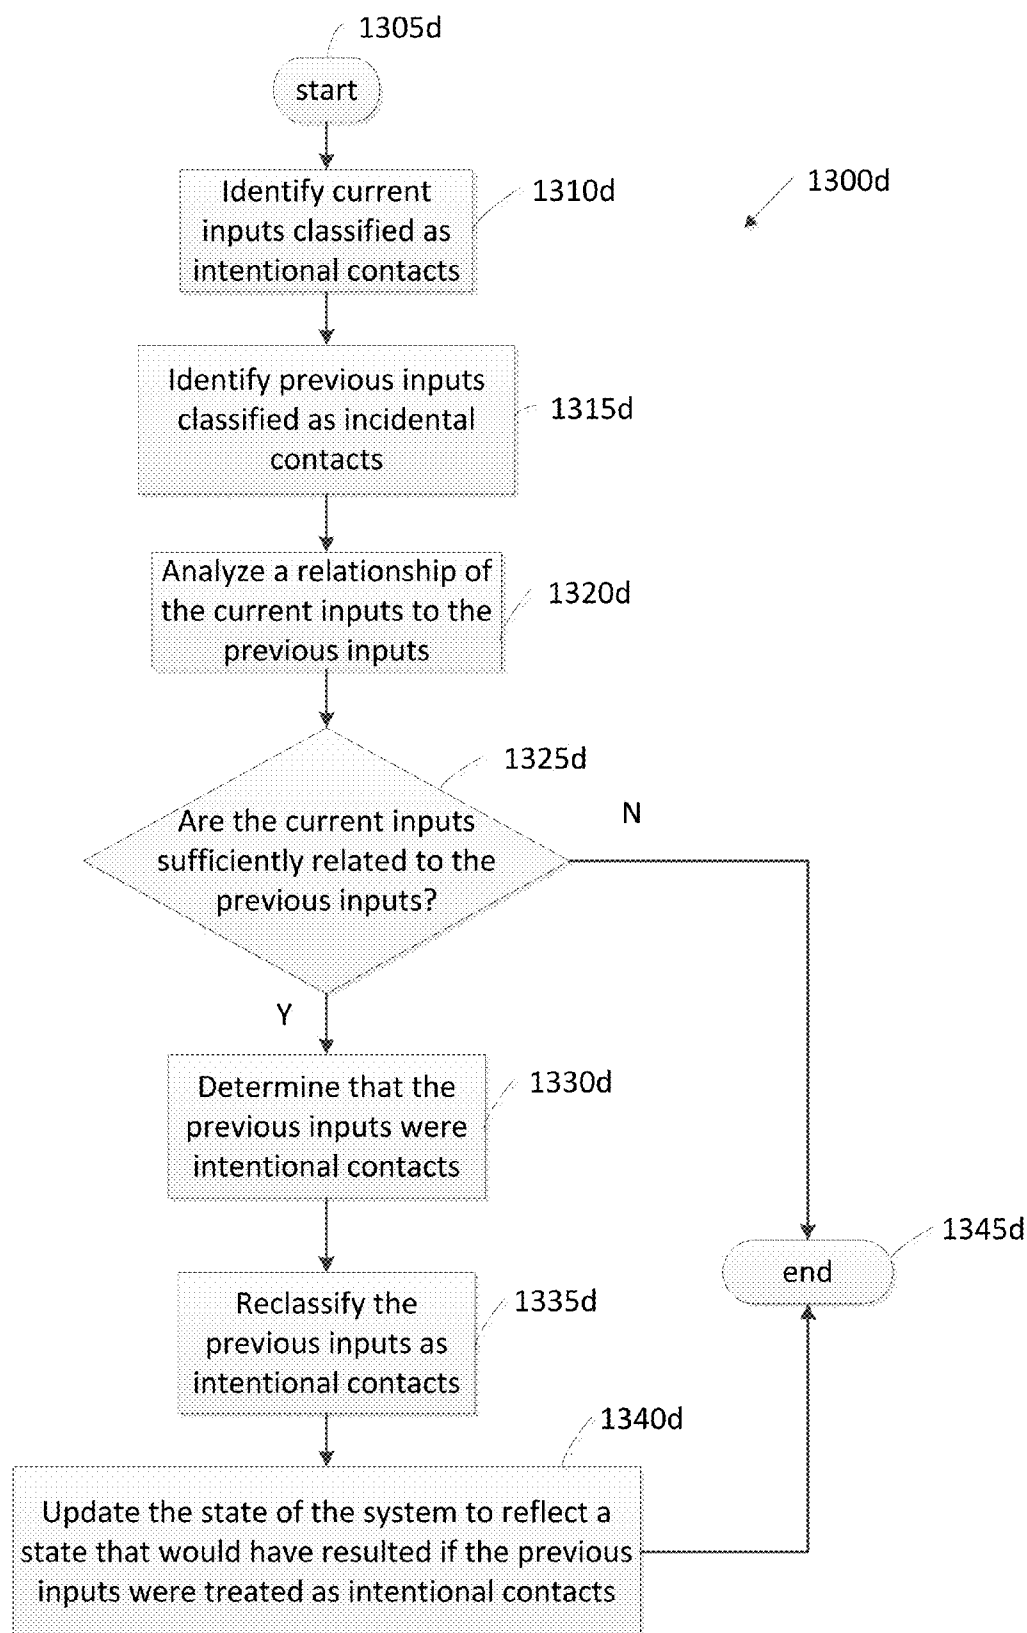 1305d
start
1300d
Identify current
inputs classified as
intentional contacts
1310d
Identify previous inputs
classified as incidental
contacts
1315d
Analyze a relationship of
the current inputs to the
previous inputs
1320d
1325d
Are the current inputs
sufficiently related to the
previous inputs?
N
Y
Determine that the
previous inputs were
intentional contacts
1330d
1345d
end
Reclassify the
previous inputs as
intentional contacts
1335d
1340d
Update the state of the system to reflect a
state that would have resulted if the previous
inputs were treated as intentional contacts